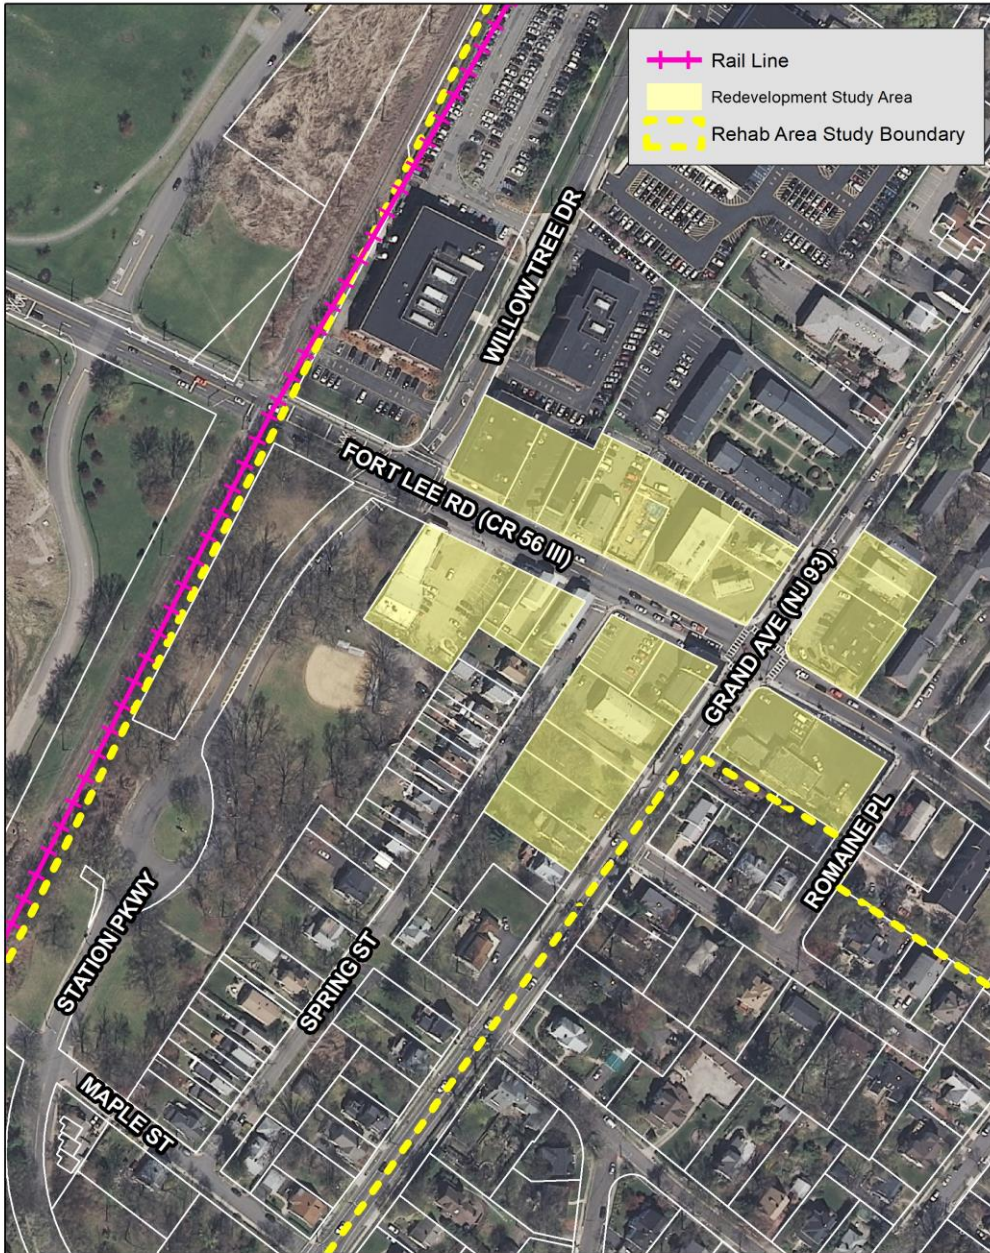 Rail Line
Redevelopment Study Area
Rehab Area Study Boundary
WILLOW TREE DR
FORT LEE RD (CR 56 III)
GRAND AVE (NJ 93)
ROMAINE PL
STATION PKWY
SPRING ST
MAPLE ST